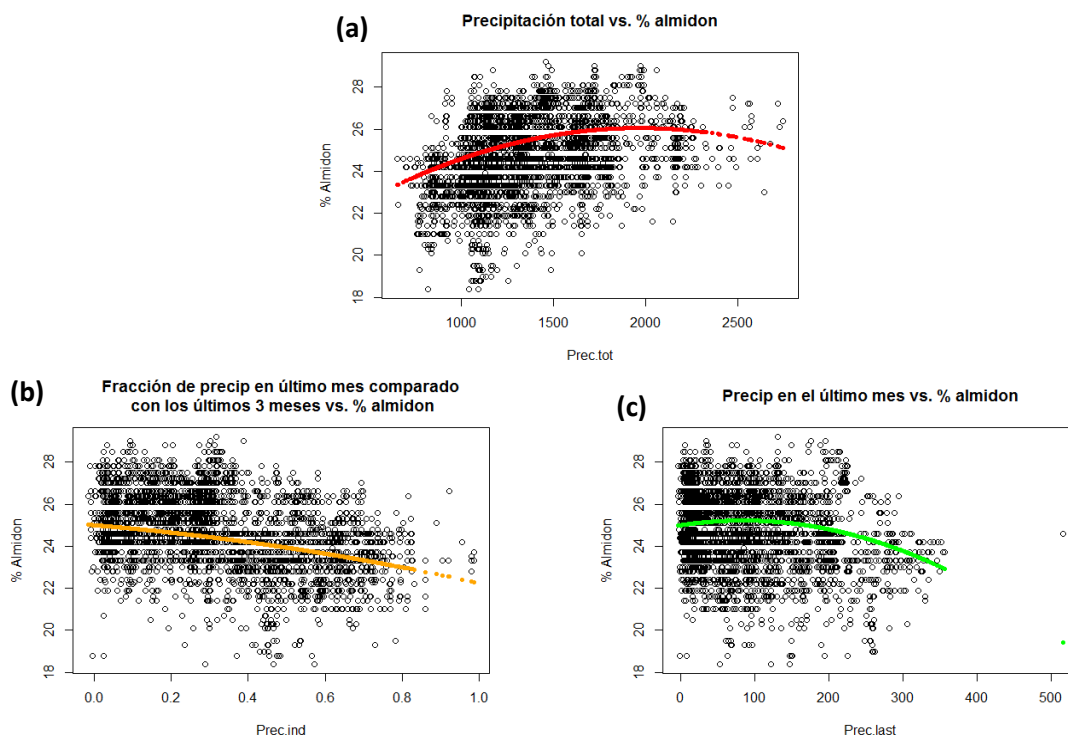 (a)
Precipitación total vs. % almidon
% Almidon
28
26
24
22
20
18
1000 1500 2000 2500
Prec.tot
(b)
Fracción de precip en último mes comparado
con los últimos 3 meses vs. % almidon
% Almidon
28
26
24
22
20
18
0.0 0.2 0.4 0.6 0.8 1.0
Prec.ind
(c)
Precip en el último mes vs. % almidon
% Almidon
28
26
24
22
20
18
0 100 200 300 400 500
Prec.last